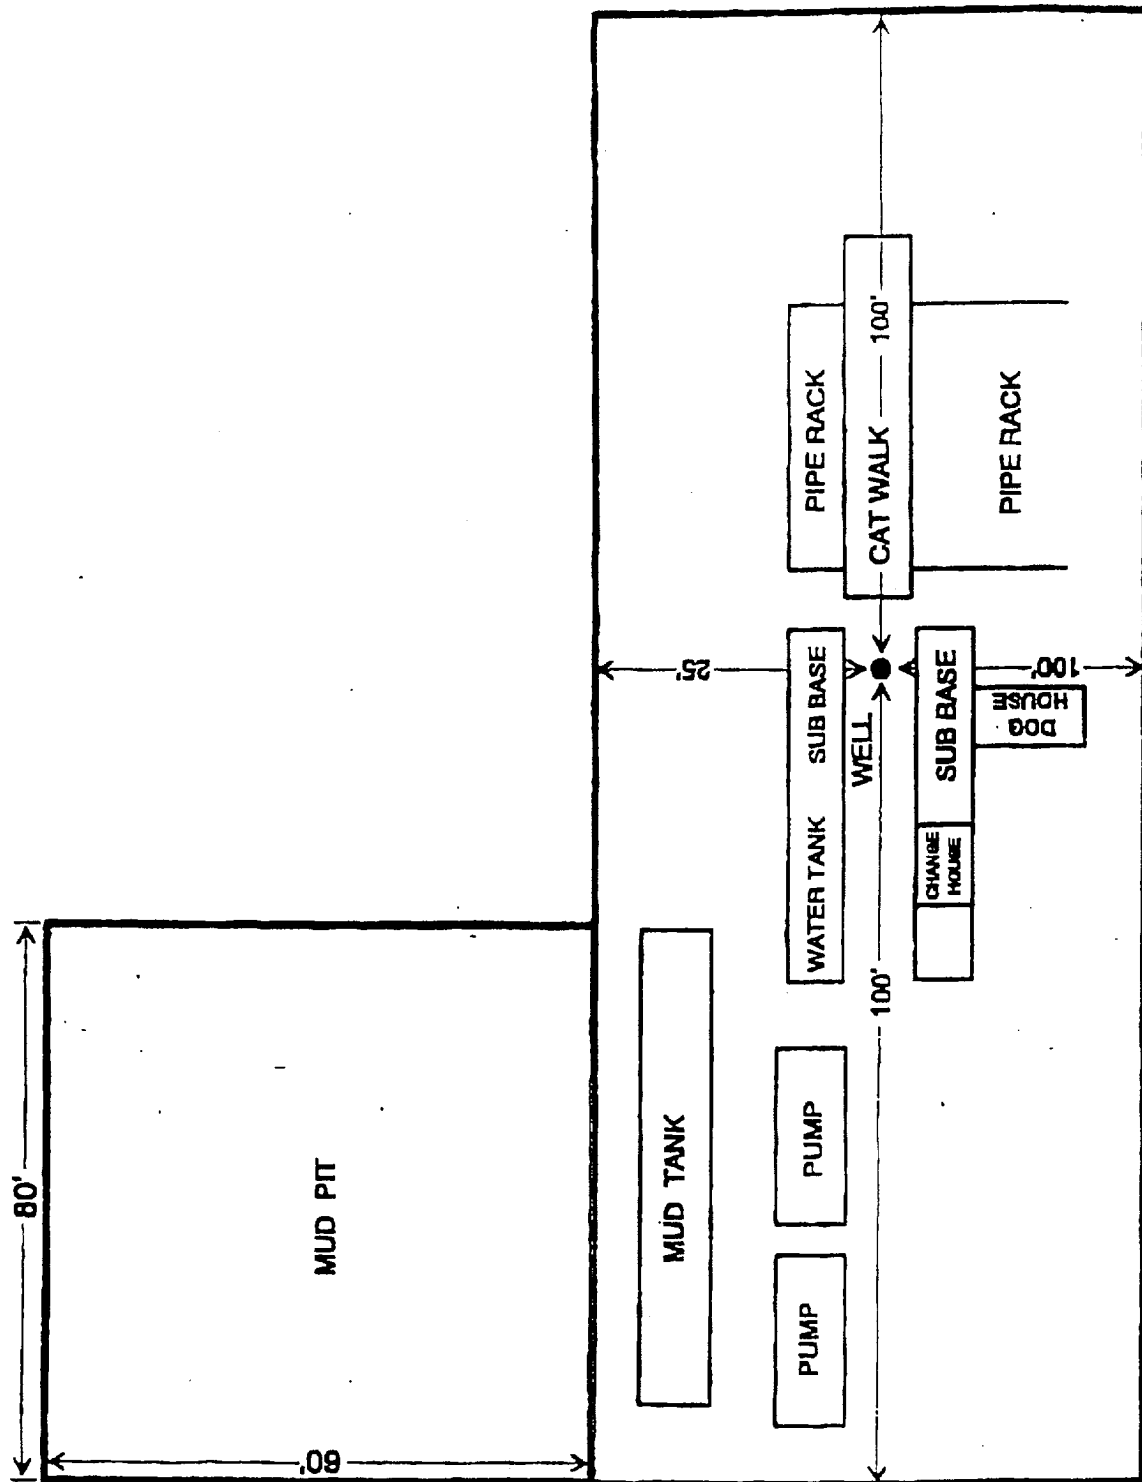 80'
60'
MUD PIT
25'
MUD TANK
PUMP
PUMP
WATER TANK
SUB BASE
PIPE RACK
WELL
100'
CAT WALK
100'
CHANGE
HOUSE
SUB BASE
DOG
HOUSE
100'
PIPE RACK